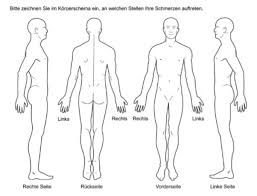 Bitte zeichnen Sie im Körperschema ein, an welchen Stellen Ihre Schmerzen auftreten.
Links Rechts Rechts Links
Rechte Seite Rückseite Vorderseite Linke Seite